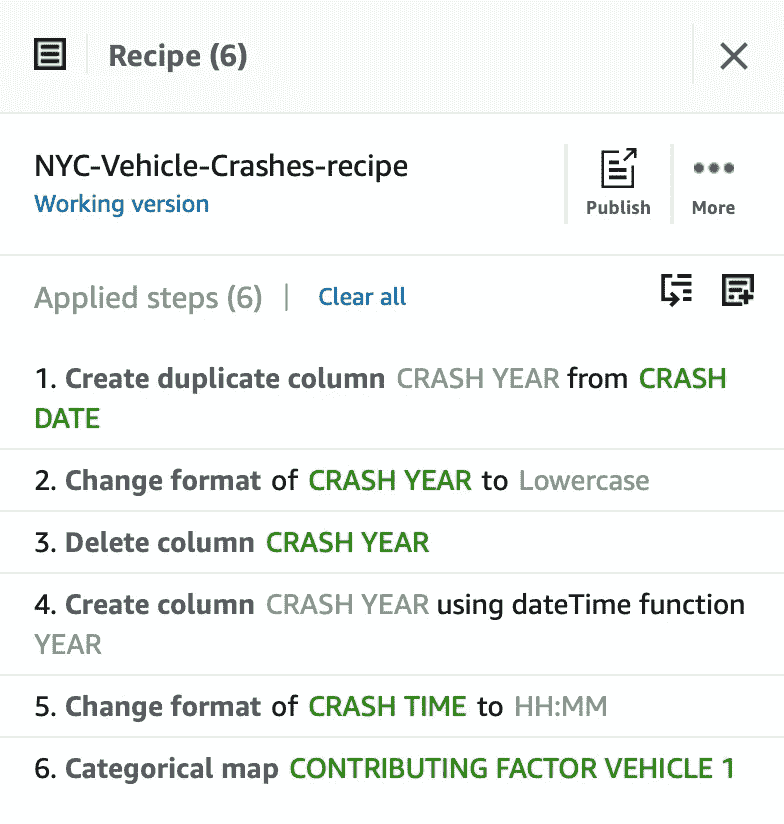 Recipe (6)
NYC-Vehicle-Crashes-recipe
Working version
Publish
More
Applied steps (6) | Clear all
1. Create duplicate column CRASH YEAR from CRASH
DATE
2. Change format of CRASH YEAR to Lowercase
3. Delete column CRASH YEAR
4. Create column CRASH YEAR using dateTime function
YEAR
5. Change format of CRASH TIME to HH:MM
6. Categorical map CONTRIBUTING FACTOR VEHICLE 1